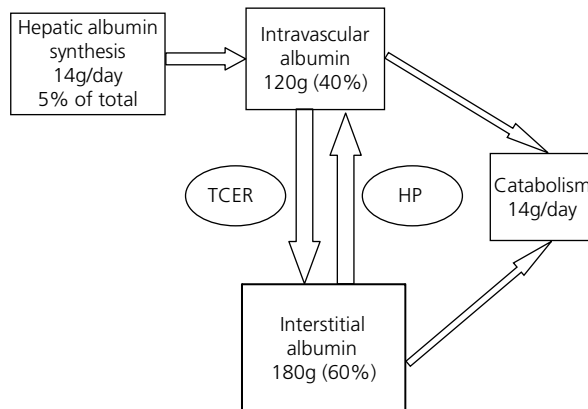 Hepatic albumin
synthesis
14g/day
5% of total
Intravascular
albumin
120g (40%)
TCER
HP
Catabolism
14g/day
Interstitial
albumin
180g (60%)